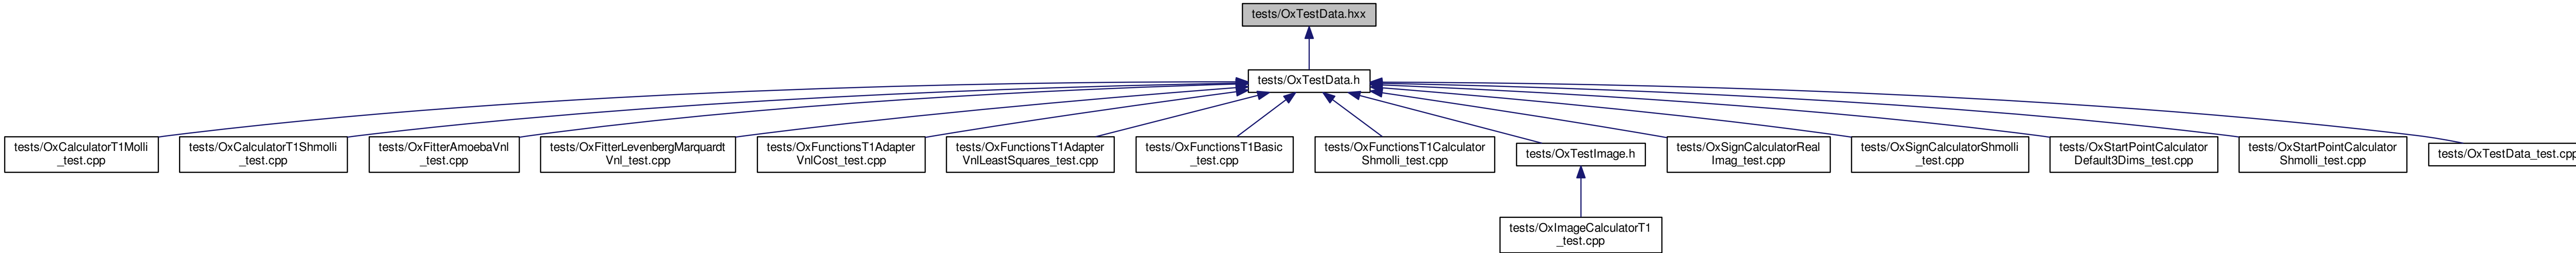 tests/OxTestData.hxx
tests/OxTestData.h
tests/OxCalculatorT1Molli
_test.cpp
tests/OxCalculatorT1Shmolli
_test.cpp
tests/OxFitterAmoebaVnl
_test.cpp
tests/OxFitterLevenbergMarquardt
Vnl_test.cpp
tests/OxFunctionsT1Adapter
VnlCost_test.cpp
tests/OxFunctionsT1Adapter
VnlLeastSquares_test.cpp
tests/OxFunctionsT1Basic
_test.cpp
tests/OxFunctionsT1Calculator
Shmolli_test.cpp
tests/OxTestImage.h
tests/OxSignCalculatorReal
Imag_test.cpp
tests/OxSignCalculatorShmolli
_test.cpp
tests/OxStartPointCalculator
Default3Dims_test.cpp
tests/OxStartPointCalculator
Shmolli_test.cpp
tests/OxTestData_test.cpp
tests/OxImageCalculatorT1
_test.cpp